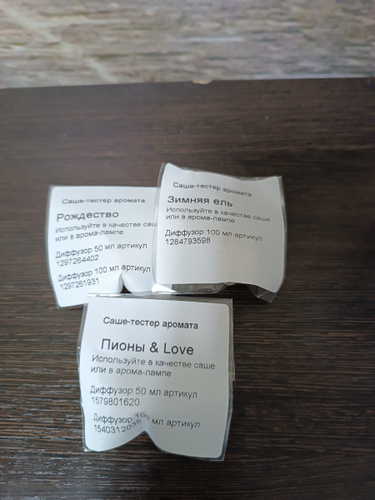 Саше-тестер аромата
Рождество
Используйте в качестве саше
или в арома-лампе
Диффузор 50 мл артикул
1297264402
Диффузор 100 мл артикул
1297261931
Саше-тестер аромата
Зимняя ель
Используйте в качестве саше
или в арома-лампе
Диффузор 100 мл артикул
1284793598
Саше-тестер аромата
Пионы & Love
Используйте в качестве саше
или в арома-лампе
Диффузор 50 мл артикул
1579801620
Диффузор 100 мл артикул